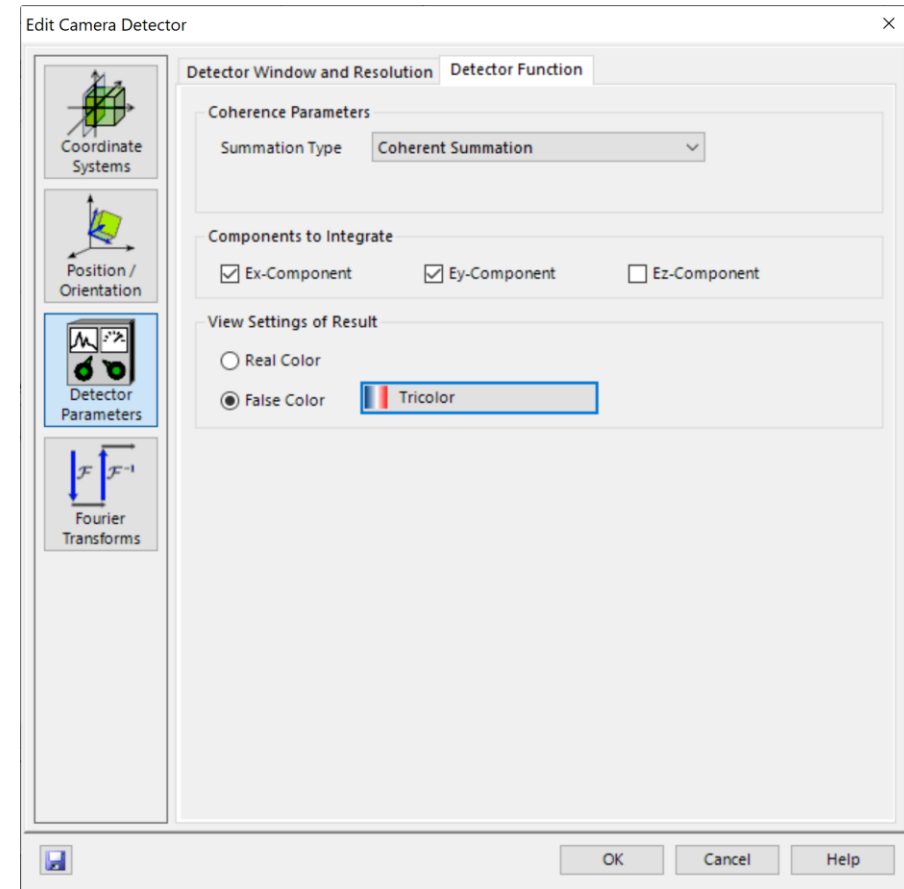 Edit Camera Detector
Coordinate
Systems
Position /
Orientation
Detector
Parameters
ℱ ℱ⁻¹
Fourier
Transforms
Detector Window and Resolution Detector Function
Coherence Parameters
Summation Type Coherent Summation
Components to Integrate
Ex-Component Ey-Component Ez-Component
View Settings of Result
Real Color
False Color Tricolor
OK Cancel Help